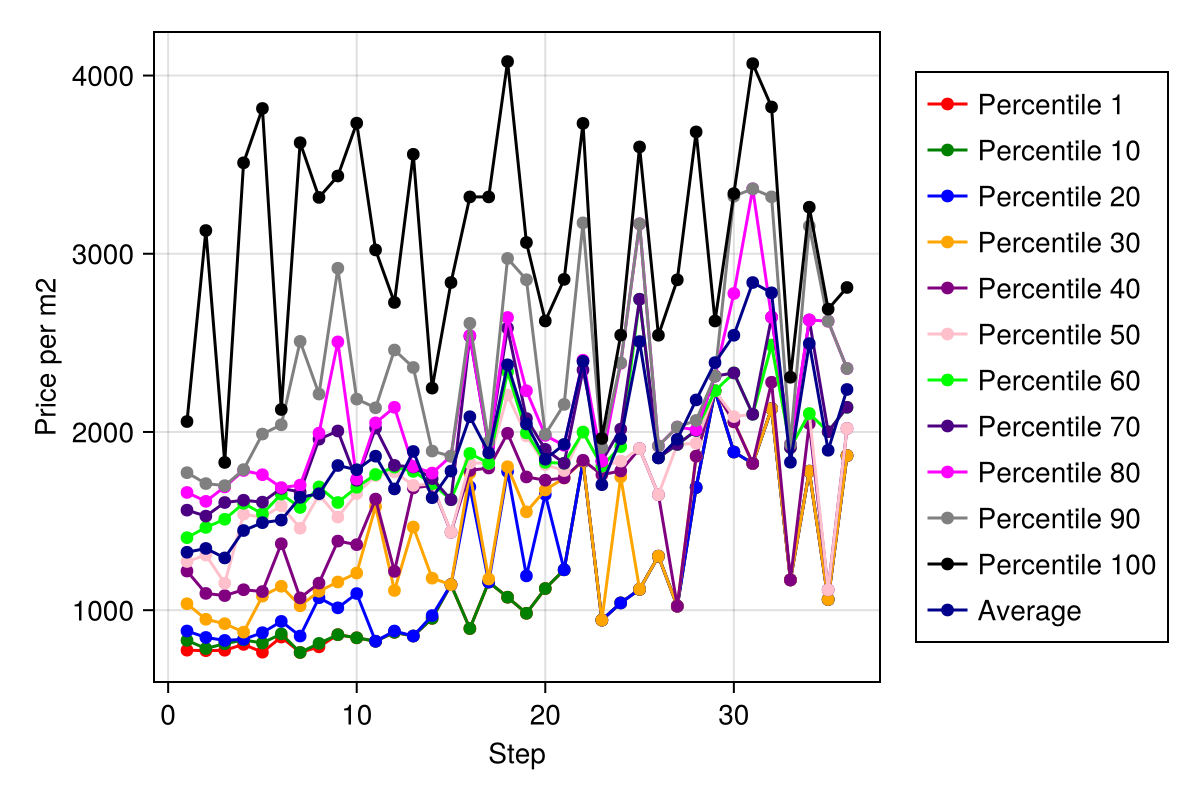 4000
3000
2000
1000
Price per m2
0
10
20
30
Step
Percentile 1
Percentile 10
Percentile 20
Percentile 30
Percentile 40
Percentile 50
Percentile 60
Percentile 70
Percentile 80
Percentile 90
Percentile 100
Average